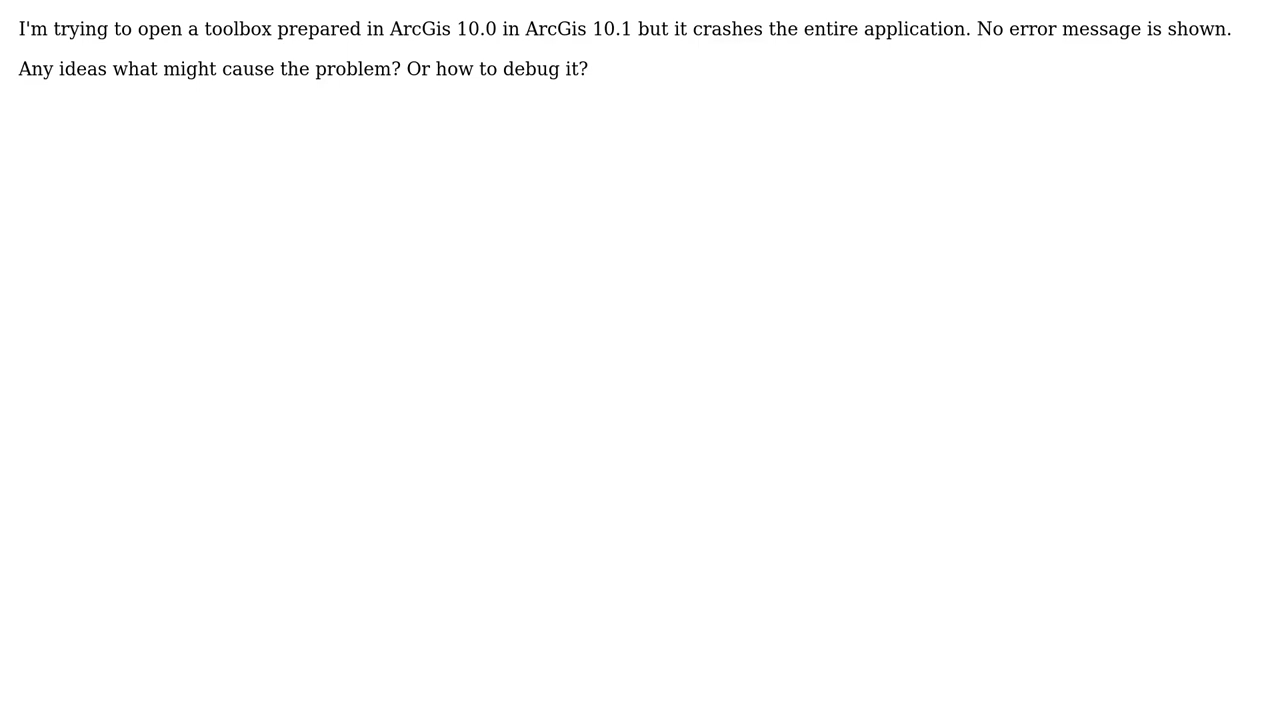 I'm trying to open a toolbox prepared in ArcGis 10.0 in ArcGis 10.1 but it crashes the entire application. No error message is shown.
Any ideas what might cause the problem? Or how to debug it?